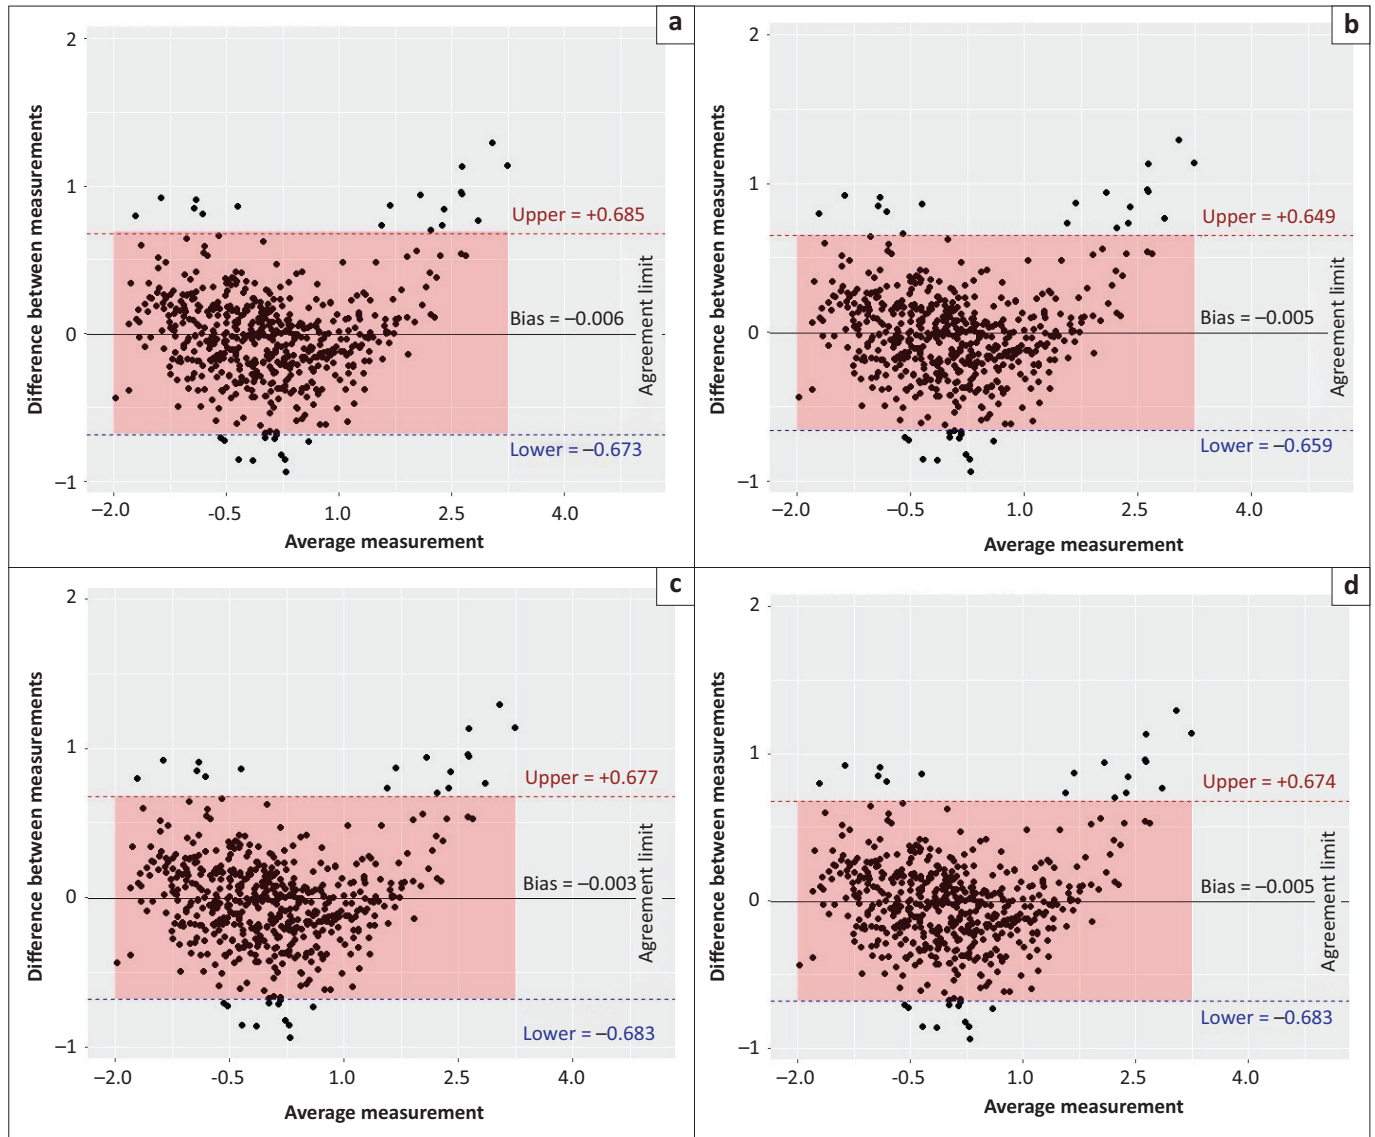 a
2
1
0
–1
Difference between measurements
Upper = +0.685
Bias = –0.006
Lower = –0.673
Agreement limit
–2.0 -0.5 1.0 2.5 4.0
Average measurement
b
2
1
0
–1
Difference between measurements
Upper = +0.649
Bias = –0.005
Lower = –0.659
Agreement limit
–2.0 –0.5 1.0 2.5 4.0
Average measurement
c
2
1
0
–1
Difference between measurements
Upper = +0.677
Bias = –0.003
Lower = –0.683
Agreement limit
–2.0 -0.5 1.0 2.5 4.0
Average measurement
d
2
1
0
–1
Difference between measurements
Upper = +0.674
Bias = –0.005
Lower = –0.683
Agreement limit
–2.0 -0.5 1.0 2.5 4.0
Average measurement